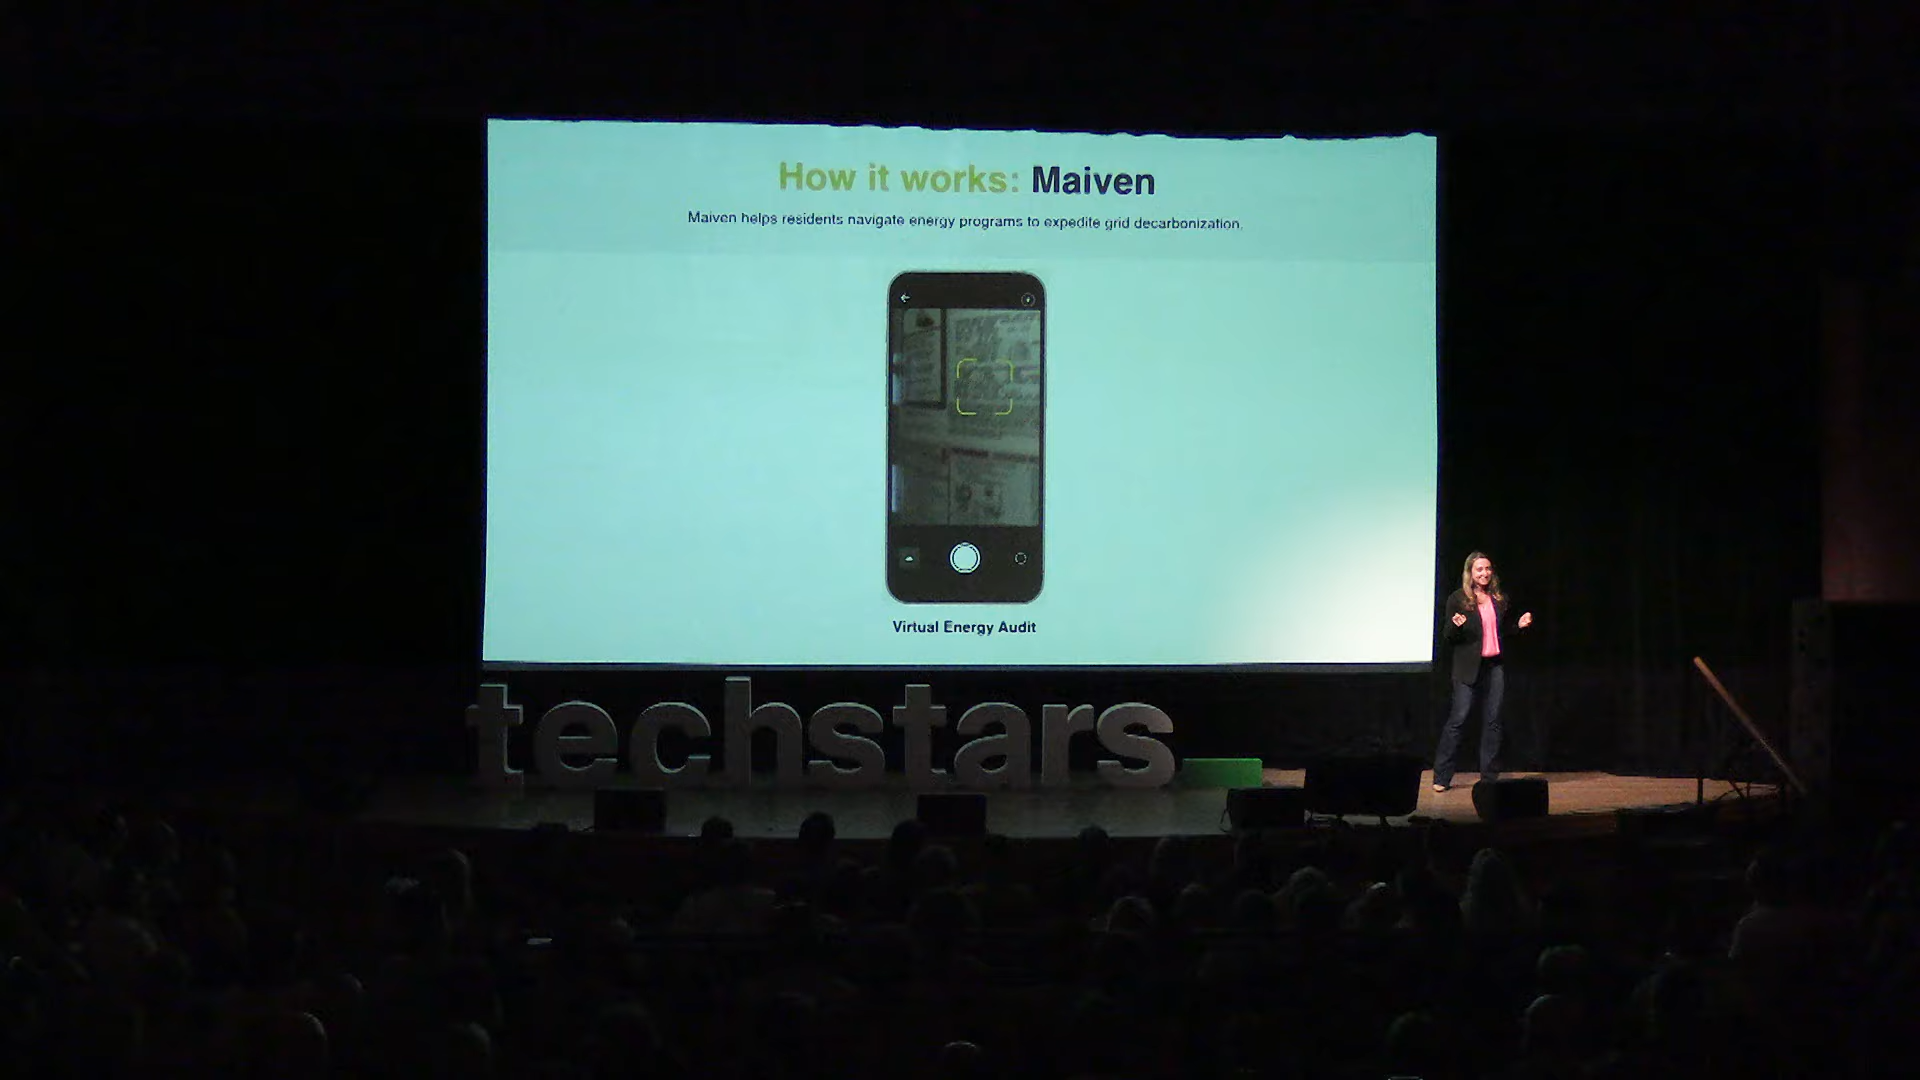 How it works: Maiven
Maiven helps residents navigate energy programs to expedite grid decarbonization.
Virtual Energy Audit
techstars